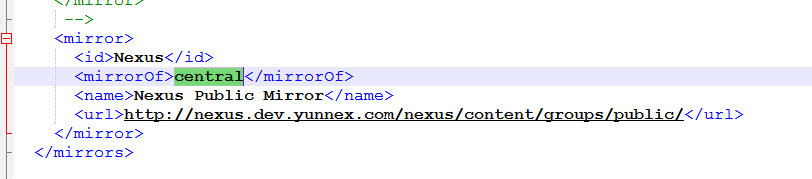 </mirror>
-->
<mirror>
<id>Nexus</id>
<mirrorOf>central</mirrorOf>
<name>Nexus Public Mirror</name>
<url>http://nexus.dev.yunnex.com/nexus/content/groups/public/</url>
</mirror>
</mirrors>